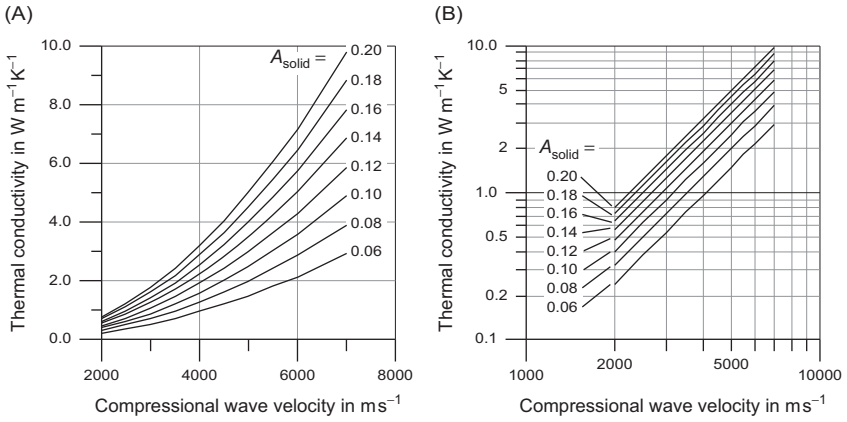 (A)
10.0
8.0
6.0
4.0
2.0
0.0
Thermal conductivity in W m⁻¹ K⁻¹
A_solid =
0.20
0.18
0.16
0.14
0.12
0.10
0.08
0.06
2000 4000 6000 8000
Compressional wave velocity in m s⁻¹
(B)
10.0
5
2
1.0
0.5
0.2
0.1
Thermal conductivity in W m⁻¹ K⁻¹
A_solid =
0.20
0.18
0.16
0.14
0.12
0.10
0.08
0.06
1000 2000 5000 10000
Compressional wave velocity in m s⁻¹